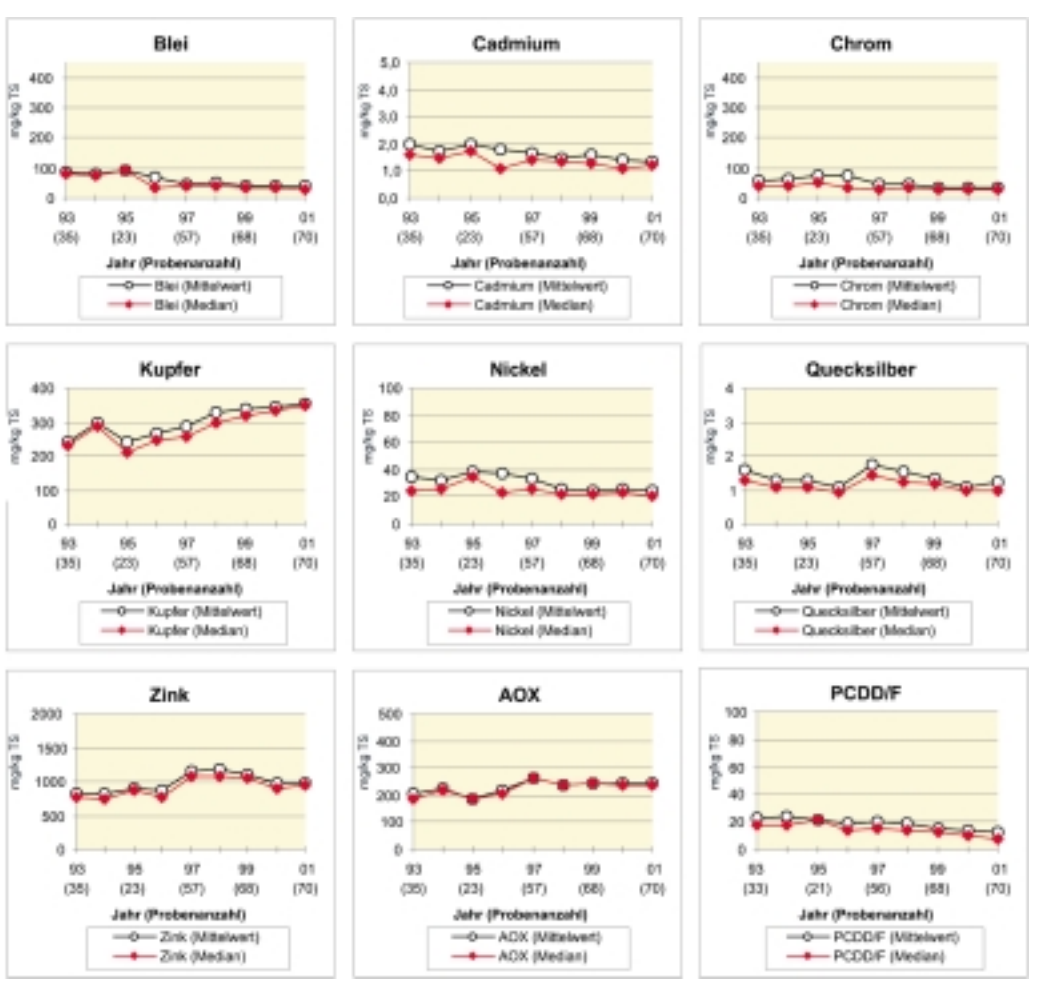 Blei
mg/kg TS
400
300
200
100
0
93 95 97 99 01
(35) (23) (57) (68) (70)
Jahr (Probenanzahl)
Blei (Mittelwert)
Blei (Median)
Cadmium
mg/kg TS
5,0
4,0
3,0
2,0
1,0
0,0
93 95 97 99 01
(35) (23) (57) (68) (70)
Jahr (Probenanzahl)
Cadmium (Mittelwert)
Cadmium (Median)
Chrom
mg/kg TS
400
300
200
100
0
93 95 97 99 01
(35) (23) (57) (68) (70)
Jahr (Probenanzahl)
Chrom (Mittelwert)
Chrom (Median)
Kupfer
mg/kg TS
400
300
200
100
0
93 95 97 99 01
(35) (23) (57) (68) (70)
Jahr (Probenanzahl)
Kupfer (Mittelwert)
Kupfer (Median)
Nickel
mg/kg TS
100
80
60
40
20
0
93 95 97 99 01
(35) (23) (57) (68) (70)
Jahr (Probenanzahl)
Nickel (Mittelwert)
Nickel (Median)
Quecksilber
mg/kg TS
4
3
2
1
0
93 95 97 99 01
(35) (23) (57) (68) (70)
Jahr (Probenanzahl)
Quecksilber (Mittelwert)
Quecksilber (Median)
Zink
mg/kg TS
2000
1500
1000
500
0
93 95 97 99 01
(35) (23) (57) (68) (70)
Jahr (Probenanzahl)
Zink (Mittelwert)
Zink (Median)
AOX
mg/kg TS
500
400
300
200
100
0
93 95 97 99 01
(35) (23) (57) (68) (70)
Jahr (Probenanzahl)
AOX (Mittelwert)
AOX (Median)
PCDD/F
mg/kg TS
100
80
60
40
20
0
93 95 97 99 01
(33) (21) (56) (68) (70)
Jahr (Probenanzahl)
PCDD/F (Mittelwert)
PCDD/F (Median)